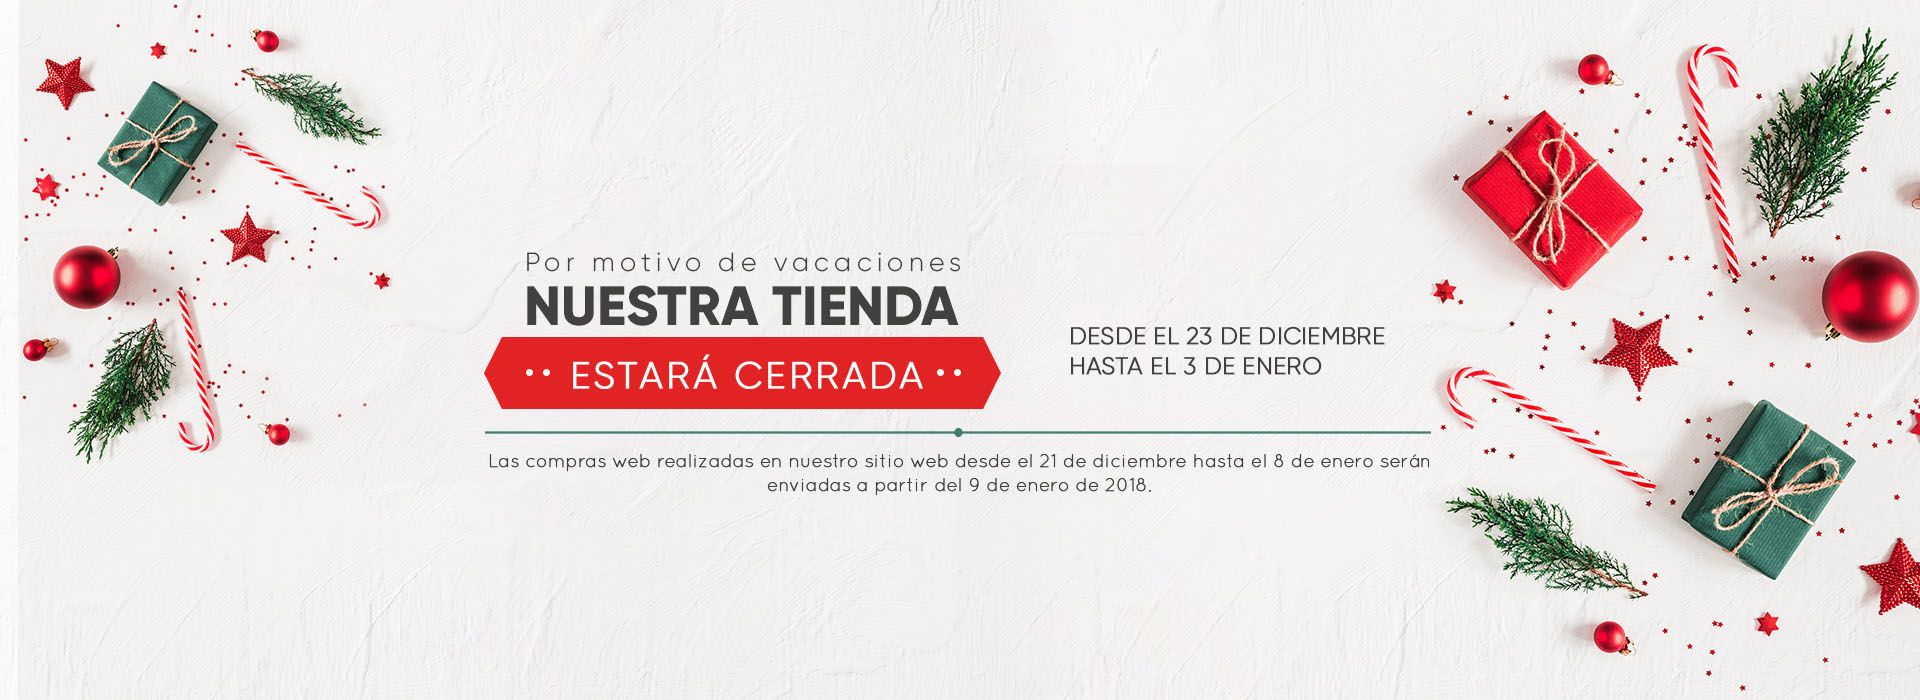 Por motivo de vacaciones
NUESTRA TIENDA
•• ESTARÁ CERRADA ••
DESDE EL 23 DE DICIEMBRE
HASTA EL 3 DE ENERO
Las compras web realizadas en nuestro sitio web desde el 21 de diciembre hasta el 8 de enero serán
enviadas a partir del 9 de enero de 2018.